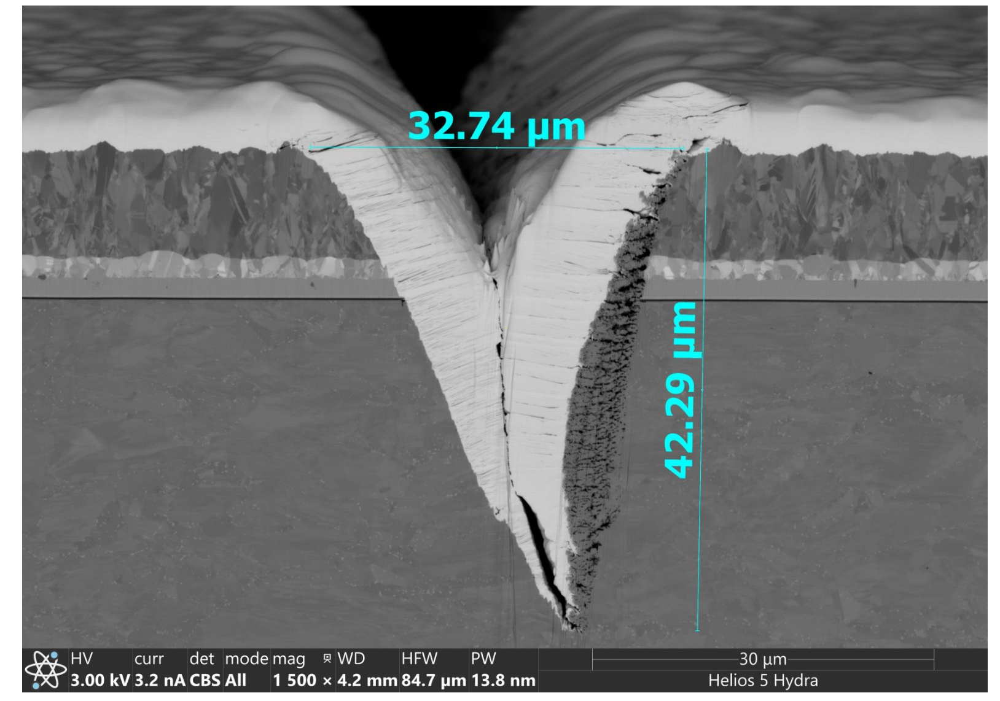 32.74 µm
42.29 µm
HV curr det mode mag WD HFW PW 30 µm
3.00 kV 3.2 nA CBS All 1 500 × 4.2 mm 84.7 µm 13.8 nm Helios 5 Hydra